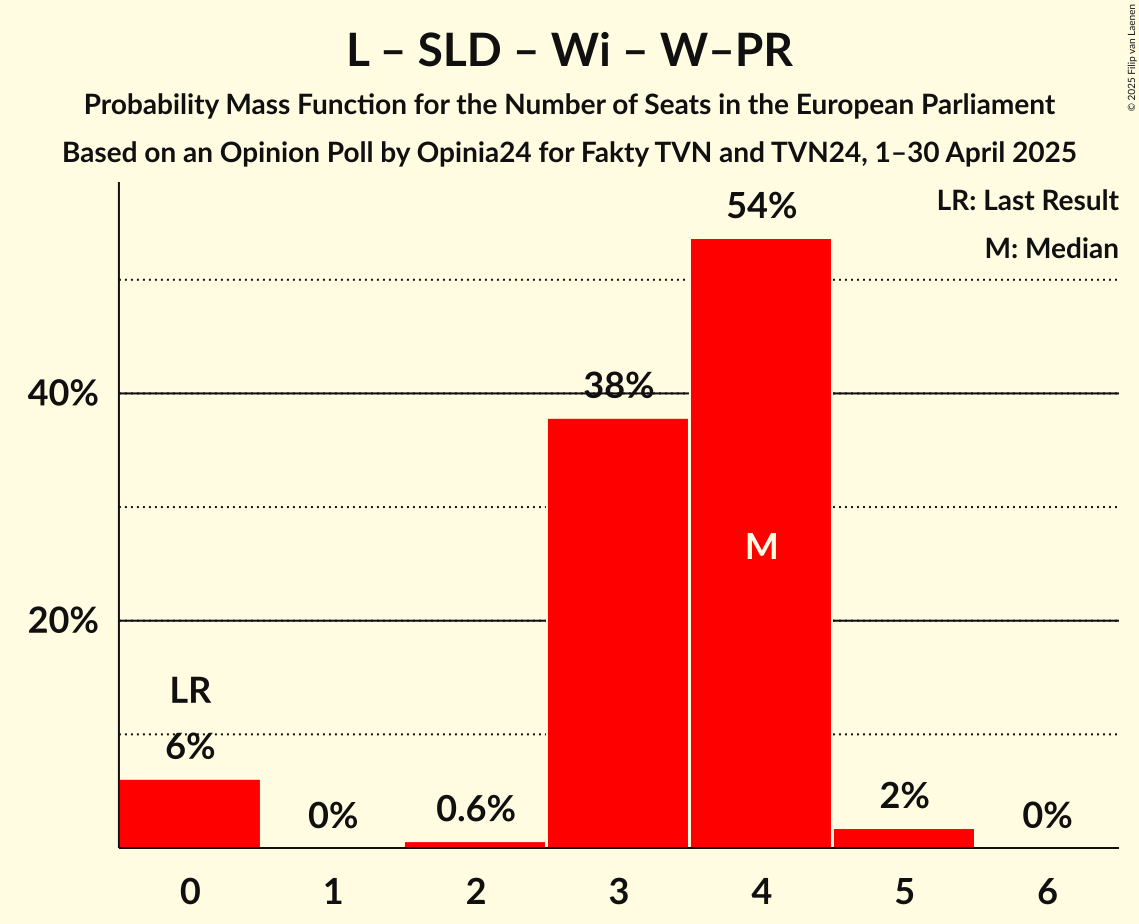 L – SLD – Wi – W–PR
Probability Mass Function for the Number of Seats in the European Parliament
Based on an Opinion Poll by Opinia24 for Fakty TVN and TVN24, 1–30 April 2025
© 2025 Filip van Laenen
LR: Last Result
M: Median
54%
40%
38%
M
20%
LR
6%
0%
0.6%
2%
0%
0 1 2 3 4 5 6